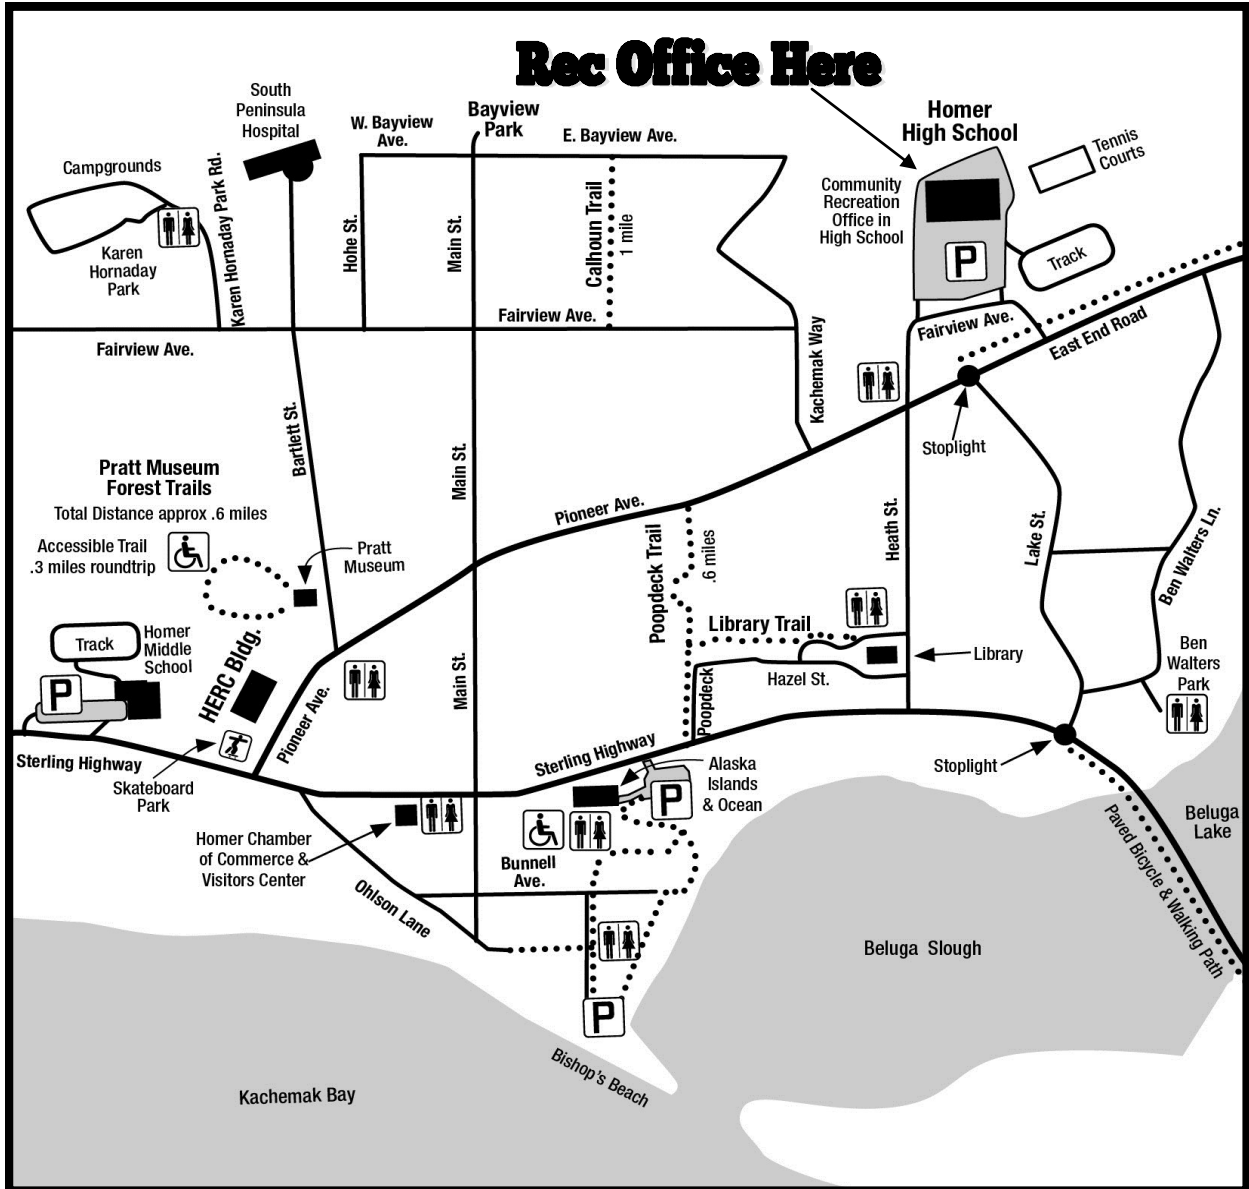 Rec Office Here
South
Peninsula
Hospital
W. Bayview
Ave.
Bayview
Park
E. Bayview Ave.
Homer
High School
Tennis
Courts
Campgrounds
Karen Hornaday Park Rd.
Karen
Hornaday
Park
Hohe St.
Main St.
Calhoun Trail
1 mile
Community
Recreation
Office in
High School
P
Track
Fairview Ave.
Fairview Ave.
Fairview Ave.
East End Road
Kachemak Way
Bartlett St.
Main St.
Stoplight
Pratt Museum
Forest Trails
Total Distance approx .6 miles
Accessible Trail
.3 miles roundtrip
Pratt
Museum
Pioneer Ave.
Poopdeck Trail
.6 miles
Heath St.
Lake St.
Ben Walters Ln.
Library Trail
Library
Hazel St.
Poopdeck
Ben
Walters
Park
Track
Homer
Middle
School
P
HERC Bldg.
Pioneer Ave.
Main St.
Sterling Highway
Skateboard
Park
Sterling Highway
Alaska
Islands
& Ocean
P
Stoplight
Homer Chamber
of Commerce &
Visitors Center
Bunnell
Ave.
Ohlson Lane
Beluga
Lake
Paved Bicycle & Walking Path
Beluga Slough
P
Bishop's Beach
Kachemak Bay